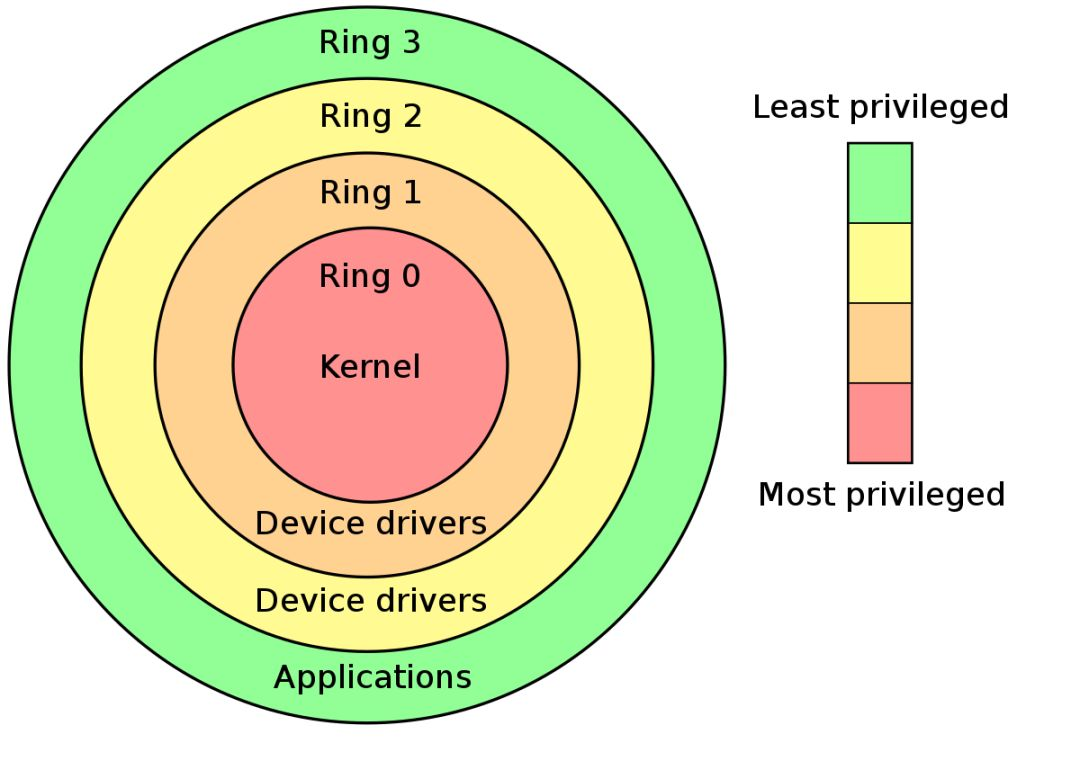 Ring 3
Ring 2
Ring 1
Ring 0
Kernel
Device drivers
Device drivers
Applications
Least privileged
Most privileged